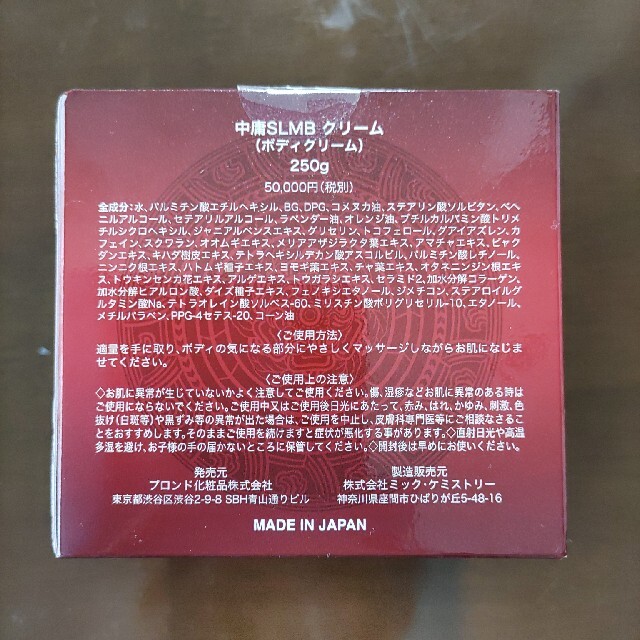 中庸SLMB クリーム
(ボディグリーム)
250g
50,000円(税別)
全成分:水、パルミチン酸エチルヘキシル、BG、DPG、コメヌカ油、ステアリン酸ソルビタン、ベヘ
ニルアルコール、セテアリルアルコール、ラベンダー油、オレンジ油、ブチルカルバミン酸トリメ
チルシクロヘキシル、ジャニアルベンスエキス、グリセリン、トコフェロール、グアイアズレン、カ
フェイン、スクワラン、オオムギエキス、メリアアザジラクタ葉エキス、アマチャエキス、ビャク
ダンエキス、キハダ樹皮エキス、テトラヘキシルデカン酸アスコルビル、パルミチン酸レチノール、
ニンニク根エキス、ハトムギ種子エキス、ヨモギ葉エキス、チャ葉エキス、オタネニンジン根エキ
ス、トウキンセンカ花エキス、アルゲエキス、トウガラシエキス、セラミド2、加水分解コラーゲン、
加水分解ヒアルロン酸、ダイズ種子エキス、フェノキシエタノール、ジメチコン、ステアロイルグ
ルタミン酸Na、テトラオレイン酸ソルベス-60、ミリスチン酸ポリグリセリル-10、エタノール、
メチルパラベン、PPG-4セテス-20、コーン油
〈ご使用方法〉
適量を手に取り、ボディの気になる部分にやさしくマッサージしながらお肌になじま
せてください。
〈ご使用上の注意〉
◇お肌に異常が生じていないかよく注意してご使用ください。傷、湿疹などお肌に異常のある時は
ご使用にならないでください。ご使用中又はご使用後日光にあたって、赤み、はれ、かゆみ、刺激、色
抜け(白斑等)や黒ずみ等の異常が出た場合は、ご使用を中止し、皮膚科専門医等にご相談なさるこ
とをおすすめします。そのままご使用を続けますと症状が悪化する事があります。◇直射日光や高温
多湿を避け、お子様の手の届かないところに保管してください。◇開封後は早めにお使いください。
発売元
ブロンド化粧品株式会社
東京都渋谷区渋谷2-9-8 SBH青山通りビル
製造販売元
株式会社ミック・ケミストリー
神奈川県座間市ひばりが丘5-48-16
MADE IN JAPAN